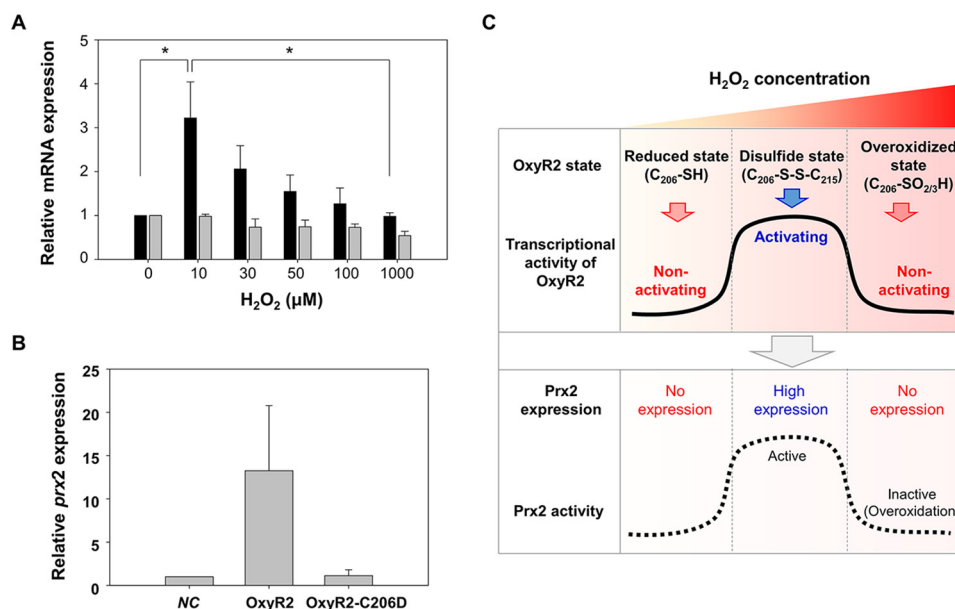 A
Relative mRNA expression
5
4
3
2
1
0
*
*
0 10 30 50 100 1000
H₂O₂ (µM)
B
Relative prx2 expression
25
20
15
10
5
0
NC OxyR2 OxyR2-C206D
C
H₂O₂ concentration
OxyR2 state
Reduced state
(C₂₀₆-SH)
Disulfide state
(C₂₀₆-S-S-C₂₁₅)
Overoxidized
state
(C₂₀₆-SO₂/₃H)
Transcriptional
activity of
OxyR2
Non-
activating
Activating
Non-
activating
Prx2
expression
No
expression
High
expression
No
expression
Prx2 activity
Active
Inactive
(Overoxidation)